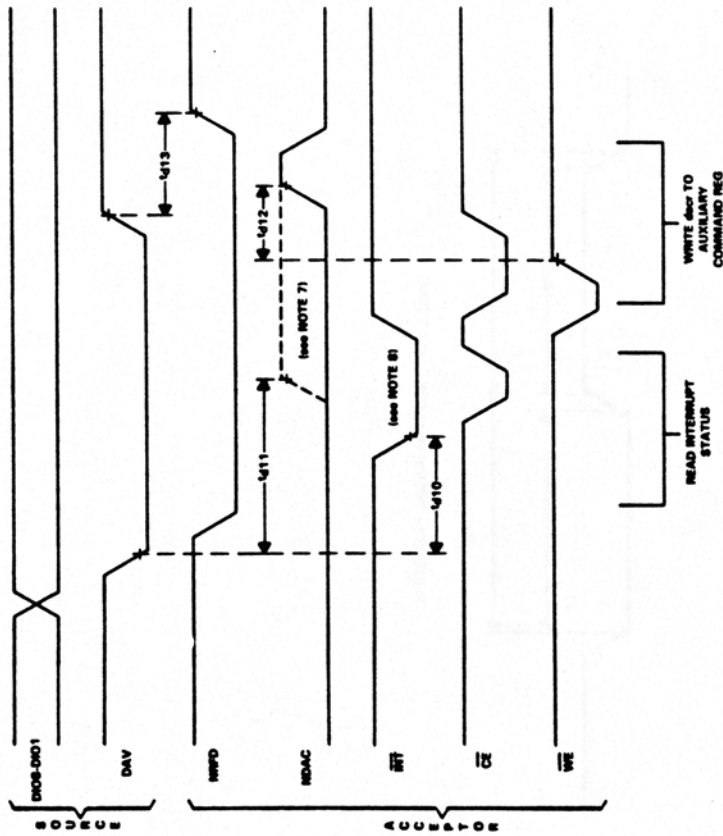 SOURCE
DIO8-DIO1
DAV
td13
ACCEPTOR
NRFD
NDAC
td11
(see NOTE 7)
td12
INT
td10
(see NOTE 8)
CE
WE
READ INTERRUPT
STATUS
WRITE dacr TO
AUXILIARY
COMMAND REG